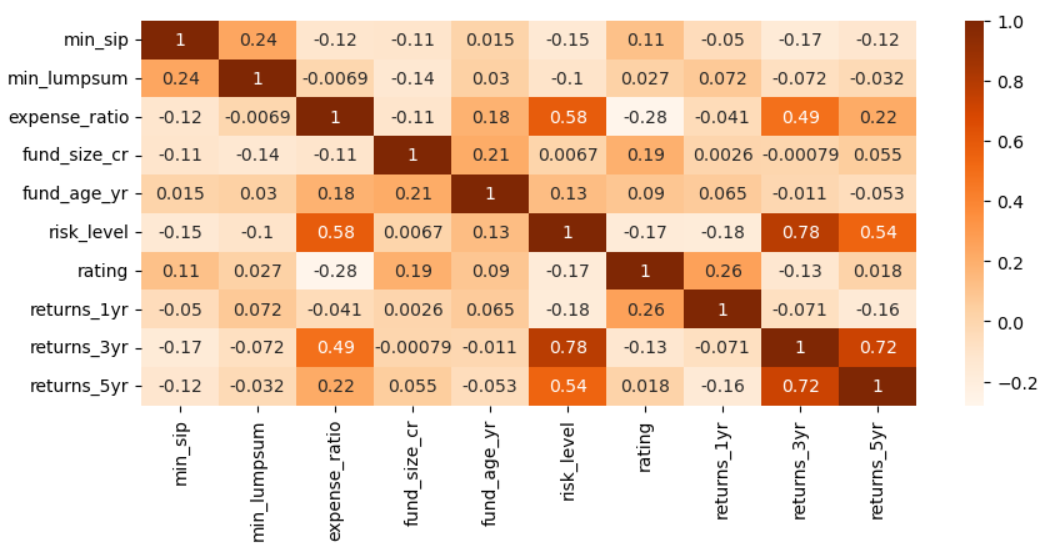 min_sip 1 0.24 -0.12 -0.11 0.015 -0.15 0.11 -0.05 -0.17 -0.12
min_lumpsum 0.24 1 -0.0069 -0.14 0.03 -0.1 0.027 0.072 -0.072 -0.032
expense_ratio -0.12 -0.0069 1 -0.11 0.18 0.58 -0.28 -0.041 0.49 0.22
fund_size_cr -0.11 -0.14 -0.11 1 0.21 0.0067 0.19 0.0026 -0.00079 0.055
fund_age_yr 0.015 0.03 0.18 0.21 1 0.13 0.09 0.065 -0.011 -0.053
risk_level -0.15 -0.1 0.58 0.0067 0.13 1 -0.17 -0.18 0.78 0.54
rating 0.11 0.027 -0.28 0.19 0.09 -0.17 1 0.26 -0.13 0.018
returns_1yr -0.05 0.072 -0.041 0.0026 0.065 -0.18 0.26 1 -0.071 -0.16
returns_3yr -0.17 -0.072 0.49 -0.00079 -0.011 0.78 -0.13 -0.071 1 0.72
returns_5yr -0.12 -0.032 0.22 0.055 -0.053 0.54 0.018 -0.16 0.72 1
min_sip
min_lumpsum
expense_ratio
fund_size_cr
fund_age_yr
risk_level
rating
returns_1yr
returns_3yr
returns_5yr
1.0
0.8
0.6
0.4
0.2
0.0
−0.2